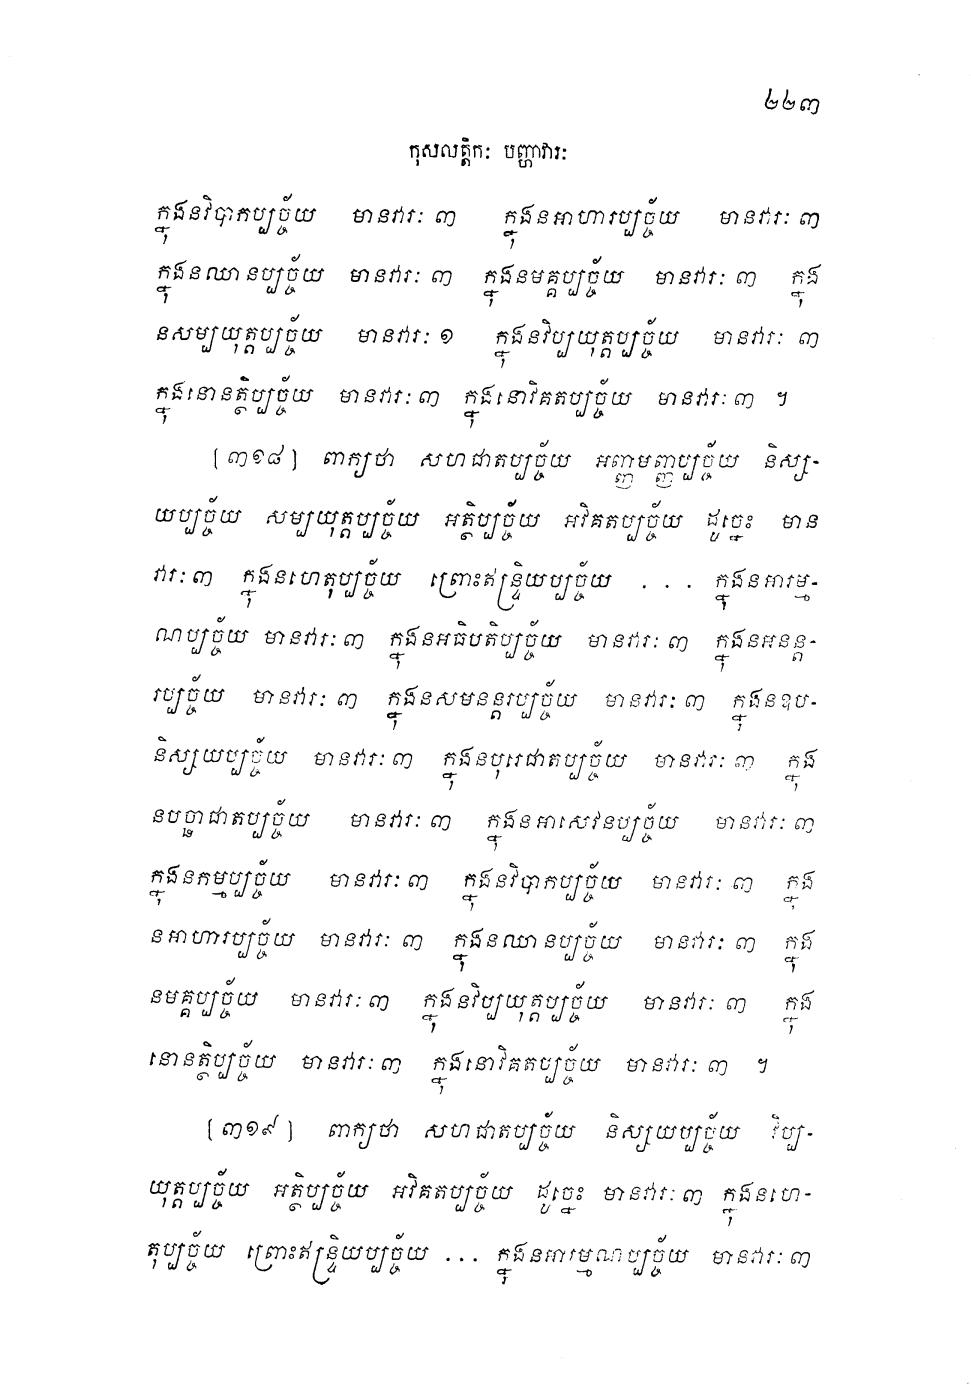 ២២៣
កុសលត្តិកៈ បញ្ហាវារៈ
ក្នុងនវិបាកប្បច្ច័យ មានវារៈ ៣ ក្នុងនអាហារប្បច្ច័យ មានវារៈ ៣
ក្នុងនឈានប្បច្ច័យ មានវារៈ ៣ ក្នុងនមគ្គប្បច្ច័យ មានវារៈ ៣ ក្នុង
នសម្បយុត្តប្បច្ច័យ មានវារៈ ១ ក្នុងនវិប្បយុត្តប្បច្ច័យ មានវារៈ ៣
ក្នុងនោនត្ថិប្បច្ច័យ មានវារៈ ៣ ក្នុងនោវិគតប្បច្ច័យ មានវារៈ ៣ ។
[៣១៨] ពាក្យថា សហជាតប្បច្ច័យ អញ្ញមញ្ញប្បច្ច័យ និស្ស-
យប្បច្ច័យ សម្បយុត្តប្បច្ច័យ អត្ថិប្បច្ច័យ អវិគតប្បច្ច័យ ដូច្នេះ មាន
វារៈ ៣ ក្នុងនហេតុប្បច្ច័យ ព្រោះឥន្ទ្រិយប្បច្ច័យ . . . ក្នុងនអារម្ម-
ណប្បច្ច័យ មានវារៈ ៣ ក្នុងនអធិបតិប្បច្ច័យ មានវារៈ ៣ ក្នុងនអនន្ត-
រប្បច្ច័យ មានវារៈ ៣ ក្នុងនសមនន្តរប្បច្ច័យ មានវារៈ ៣ ក្នុងនឧប-
និស្សយប្បច្ច័យ មានវារៈ ៣ ក្នុងនបុរេជាតប្បច្ច័យ មានវារៈ ៣ ក្នុង
នបច្ឆាជាតប្បច្ច័យ មានវារៈ ៣ ក្នុងនអាសេវនប្បច្ច័យ មានវារៈ ៣
ក្នុងនកម្មប្បច្ច័យ មានវារៈ ៣ ក្នុងនវិបាកប្បច្ច័យ មានវារៈ ៣ ក្នុង
នអាហារប្បច្ច័យ មានវារៈ ៣ ក្នុងនឈានប្បច្ច័យ មានវារៈ ៣ ក្នុង
នមគ្គប្បច្ច័យ មានវារៈ ៣ ក្នុងនវិប្បយុត្តប្បច្ច័យ មានវារៈ ៣ ក្នុង
នោនត្ថិប្បច្ច័យ មានវារៈ ៣ ក្នុងនោវិគតប្បច្ច័យ មានវារៈ ៣ ។
[៣១៩] ពាក្យថា សហជាតប្បច្ច័យ និស្សយប្បច្ច័យ វិប្ប-
យុត្តប្បច្ច័យ អត្ថិប្បច្ច័យ អវិគតប្បច្ច័យ ដូច្នេះ មានវារៈ ៣ ក្នុងនហេ-
តុប្បច្ច័យ ព្រោះឥន្ទ្រិយប្បច្ច័យ . . . ក្នុងនអារម្មណប្បច្ច័យ មានវារៈ ៣